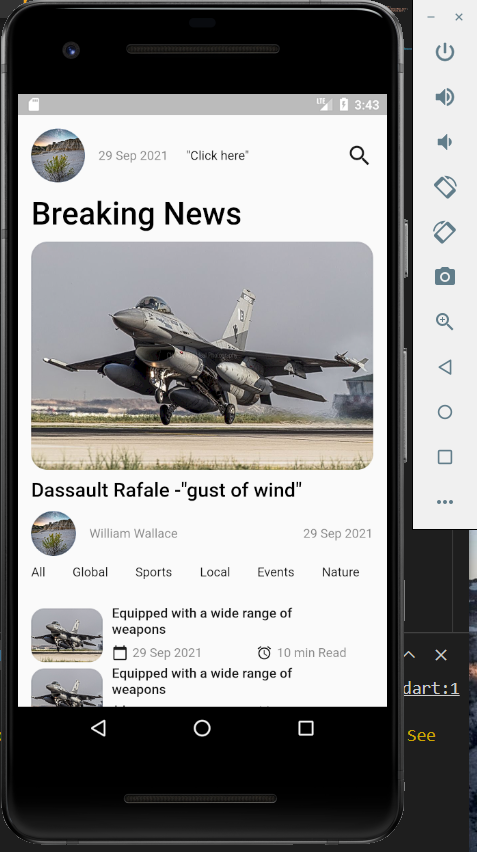 LTE 3:43
29 Sep 2021 "Click here"
Breaking News
Dassault Rafale -"gust of wind"
William Wallace 29 Sep 2021
All Global Sports Local Events Nature
Equipped with a wide range of
weapons
29 Sep 2021 10 min Read
Equipped with a wide range of
weapons
dart:1
See